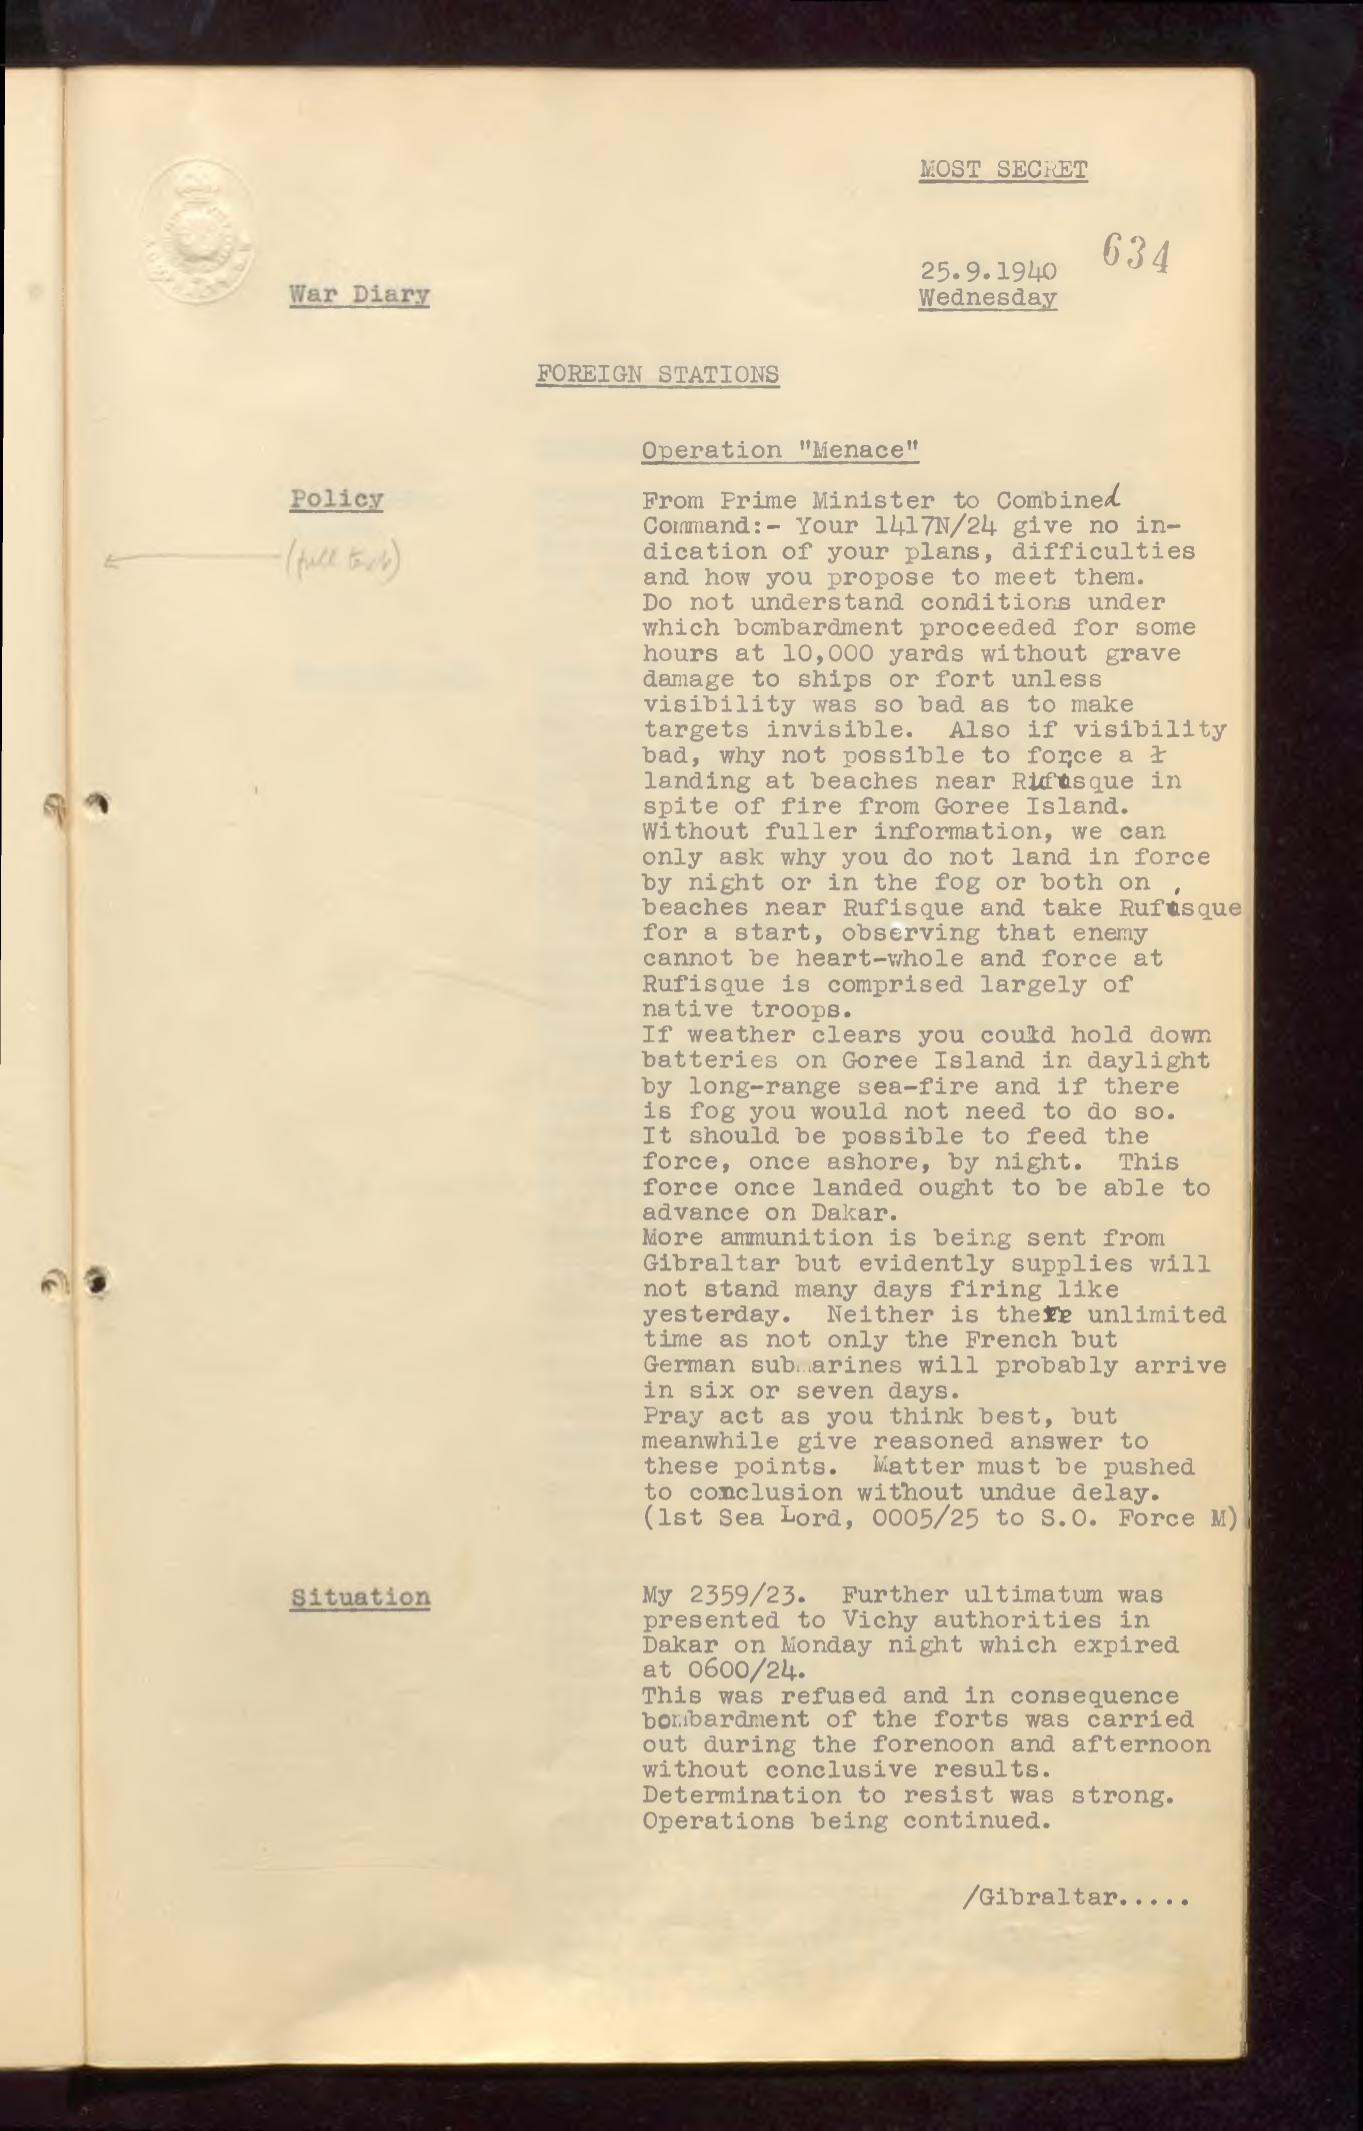 MOST SECRET
634
25.9.1940
Wednesday
War Diary
FOREIGN STATIONS
Operation "Menace"
Policy
(full text)
From Prime Minister to Combined
Command:- Your 1417N/24 give no in-
dication of your plans, difficulties
and how you propose to meet them.
Do not understand conditions under
which bombardment proceeded for some
hours at 10,000 yards without grave
damage to ships or fort unless
visibility was so bad as to make
targets invisible. Also if visibility
bad, why not possible to force a
landing at beaches near Rufisque in
spite of fire from Goree Island.
Without fuller information, we can
only ask why you do not land in force
by night or in the fog or both on
beaches near Rufisque and take Rufisque
for a start, observing that enemy
cannot be heart-whole and force at
Rufisque is comprised largely of
native troops.
If weather clears you could hold down
batteries on Goree Island in daylight
by long-range sea-fire and if there
is fog you would not need to do so.
It should be possible to feed the
force, once ashore, by night. This
force once landed ought to be able to
advance on Dakar.
More ammunition is being sent from
Gibraltar but evidently supplies will
not stand many days firing like
yesterday. Neither is there unlimited
time as not only the French but
German submarines will probably arrive
in six or seven days.
Pray act as you think best, but
meanwhile give reasoned answer to
these points. Matter must be pushed
to conclusion without undue delay.
(1st Sea Lord, 0005/25 to S.O. Force M)
Situation
My 2359/23. Further ultimatum was
presented to Vichy authorities in
Dakar on Monday night which expired
at 0600/24.
This was refused and in consequence
bombardment of the forts was carried
out during the forenoon and afternoon
without conclusive results.
Determination to resist was strong.
Operations being continued.
/Gibraltar.....